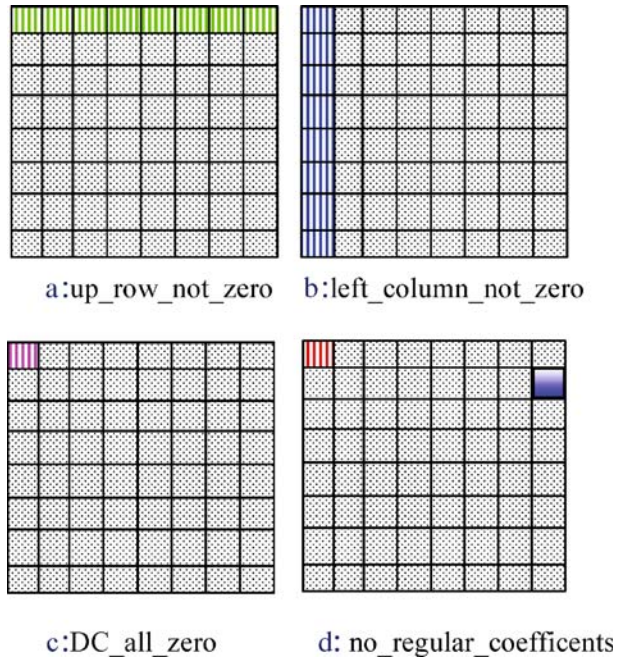 a:up_row_not_zero
b:left_column_not_zero
c:DC_all_zero
d: no_regular_coefficents